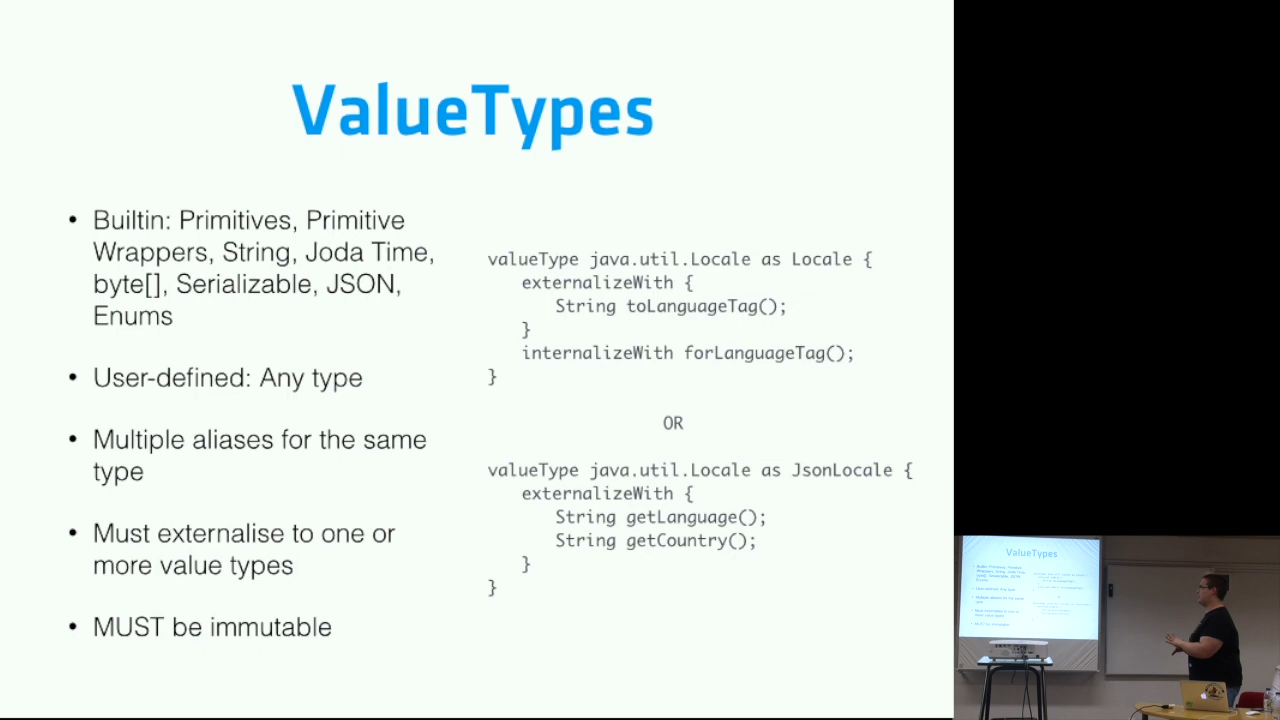 ValueTypes
• Builtin: Primitives, Primitive
Wrappers, String, Joda Time,
byte[], Serializable, JSON,
Enums
• User-defined: Any type
• Multiple aliases for the same
type
• Must externalise to one or
more value types
• MUST be immutable
valueType java.util.Locale as Locale {
externalizeWith {
String toLanguageTag();
}
internalizeWith forLanguageTag();
}
OR
valueType java.util.Locale as JsonLocale {
externalizeWith {
String getLanguage();
String getCountry();
}
}
ValueTypes